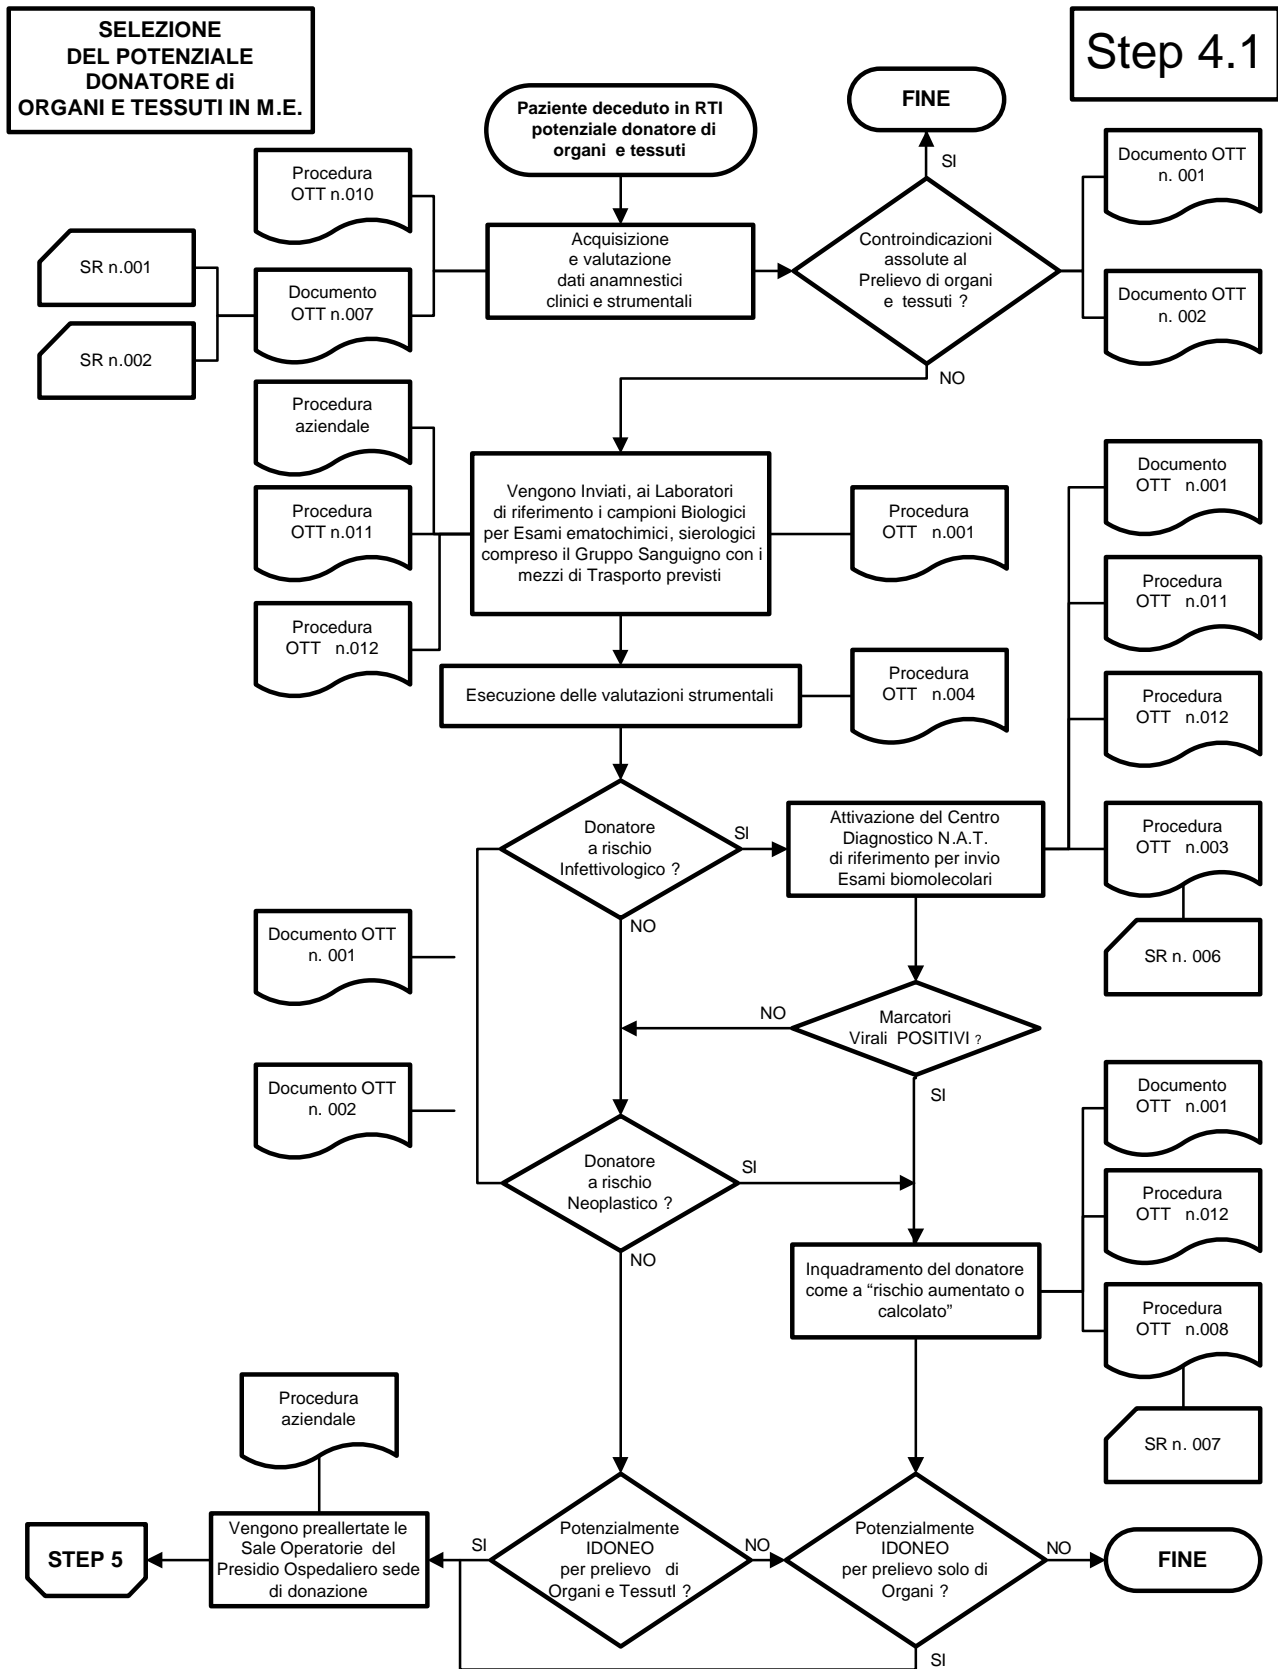 SELEZIONE
DEL POTENZIALE
DONATORE di
ORGANI E TESSUTI IN M.E.
Step 4.1
Paziente deceduto in RTI
potenziale donatore di
organi e tessuti
FINE
SI
Procedura
OTT n.010
Documento OTT
n. 001
Acquisizione
e valutazione
dati anamnestici
clinici e strumentali
Controindicazioni
assolute al
Prelievo di organi
e tessuti ?
SR n.001
Documento
OTT n.007
Documento OTT
n. 002
SR n.002
NO
Procedura
aziendale
Procedura
OTT n.011
Procedura
OTT n.012
Vengono Inviati, ai Laboratori
di riferimento i campioni Biologici
per Esami ematochimici, sierologici
compreso il Gruppo Sanguigno con i
mezzi di Trasporto previsti
Procedura
OTT n.001
Documento
OTT n.001
Procedura
OTT n.011
Esecuzione delle valutazioni strumentali
Procedura
OTT n.004
Procedura
OTT n.012
Donatore
a rischio
Infettivologico ?
SI
Attivazione del Centro
Diagnostico N.A.T.
di riferimento per invio
Esami biomolecolari
Procedura
OTT n.003
NO
SR n. 006
Documento OTT
n. 001
NO
Marcatori
Virali POSITIVI ?
SI
Documento OTT
n. 002
Documento
OTT n.001
Donatore
a rischio
Neoplastico ?
SI
Procedura
OTT n.012
NO
Inquadramento del donatore
come a “rischio aumentato o
calcolato”
Procedura
OTT n.008
SR n. 007
Procedura
aziendale
STEP 5
Vengono preallertate le
Sale Operatorie del
Presidio Ospedaliero sede
di donazione
SI
Potenzialmente
IDONEO
per prelievo di
Organi e TessutI ?
NO
Potenzialmente
IDONEO
per prelievo solo di
Organi ?
NO
FINE
SI